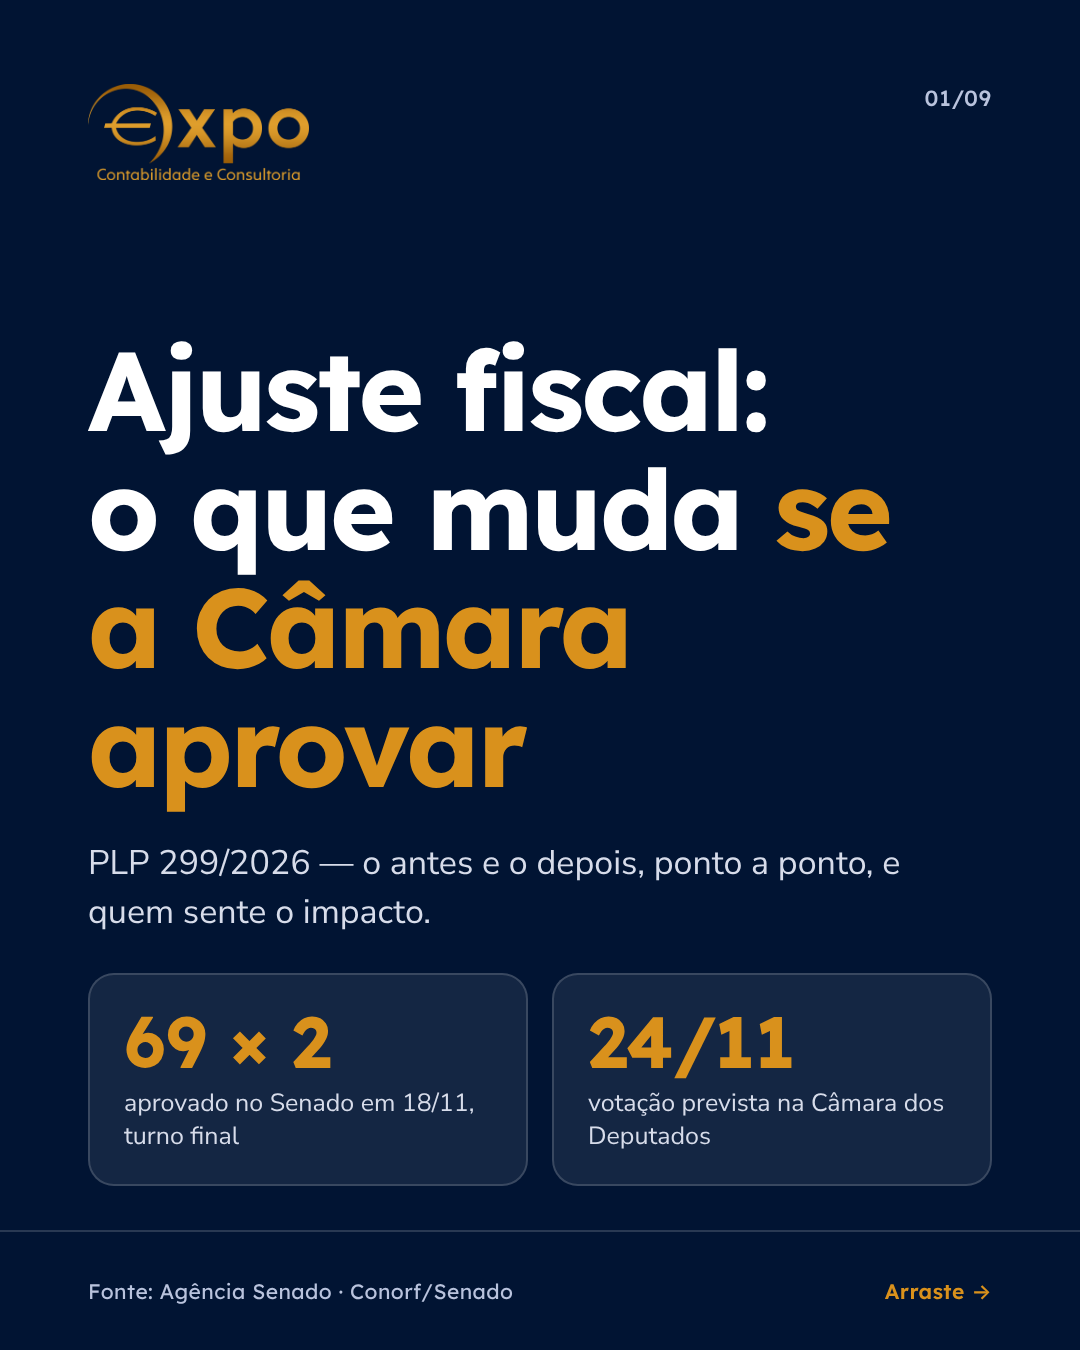 Expo
Contabilidade e Consultoria
01/09
Ajuste fiscal:
o que muda se
a Câmara
aprovar
PLP 299/2026 — o antes e o depois, ponto a ponto, e
quem sente o impacto.
69 × 2
aprovado no Senado em 18/11,
turno final
24/11
votação prevista na Câmara dos
Deputados
Fonte: Agência Senado · Conorf/Senado
Arraste →